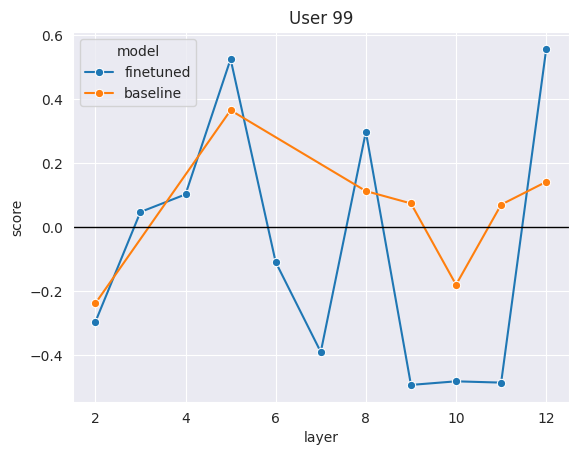 User 99
model
finetuned
baseline
score
0.6
0.4
0.2
0.0
−0.2
−0.4
2 4 6 8 10 12
layer